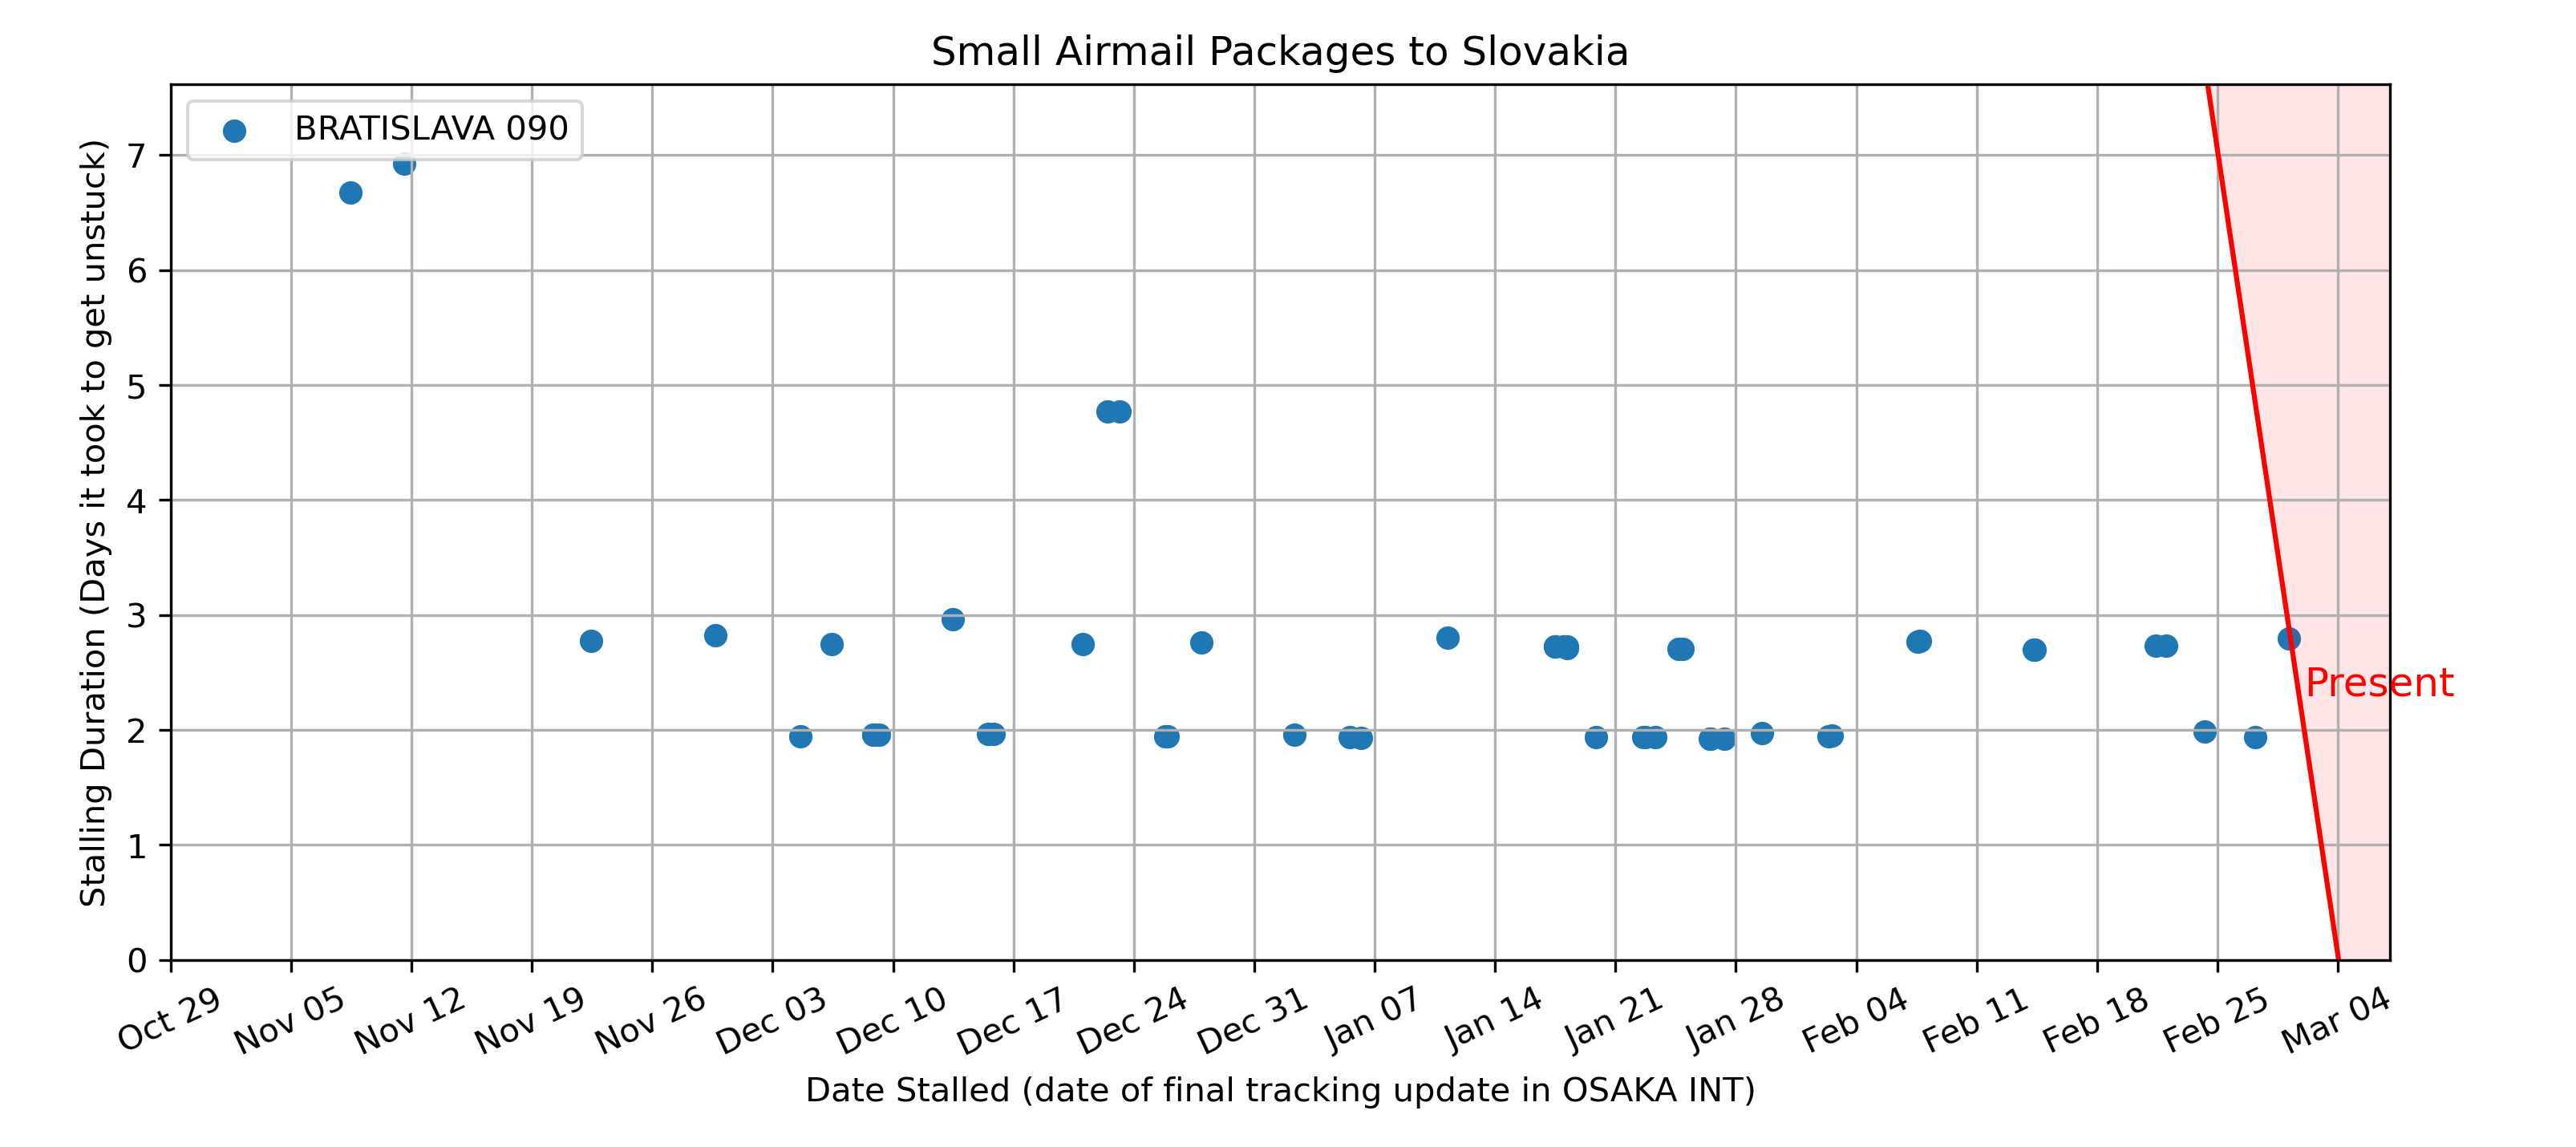 Small Airmail Packages to Slovakia
BRATISLAVA 090
Stalling Duration (Days it took to get unstuck)
7
6
5
4
3
2
1
0
Present
Oct 29 Nov 05 Nov 12 Nov 19 Nov 26 Dec 03 Dec 10 Dec 17 Dec 24 Dec 31 Jan 07 Jan 14 Jan 21 Jan 28 Feb 04 Feb 11 Feb 18 Feb 25 Mar 04
Date Stalled (date of final tracking update in OSAKA INT)